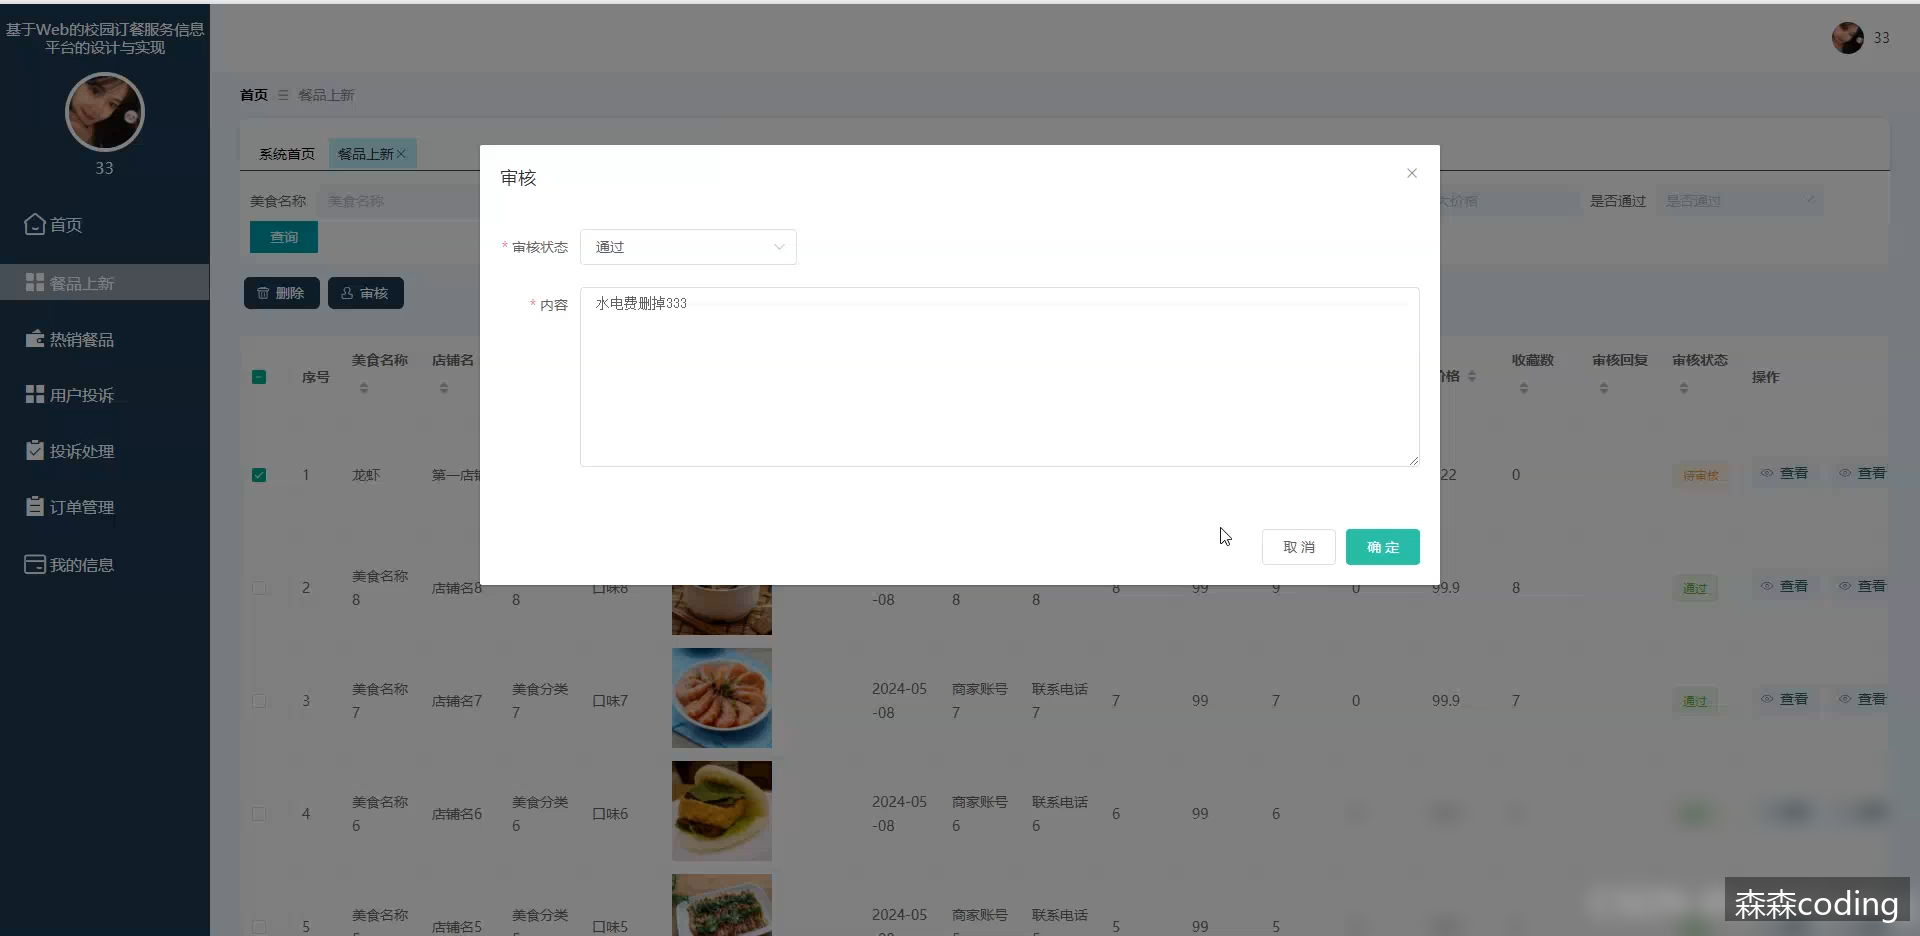 基于Web的校园订餐服务信息
平台的设计与实现
33
33
首页
餐品上新
热销餐品
用户投诉
投诉处理
订单管理
我的信息
首页 餐品上新
系统首页 餐品上新
美食名称 美食名称
大价格 是否通过 是否通过
查询
删除 审核
审核
* 审核状态 通过
* 内容 水电费删掉333
取消 确定
序号 美食名称 店铺名 价格 收藏数 审核回复 审核状态 操作
1 龙虾 第一店铺 22 0 待审核 查看 查看
2 美食名称 店铺名8 口味8 8 99 9 0 99.9 8 通过 查看 查看
8 8 -08 8 8
3 美食名称 店铺名7 美食分类 口味7 2024-05 商家账号 联系电话 7 99 7 0 99.9 7 通过 查看 查看
7 7 -08 7 7
4 美食名称 店铺名6 美食分类 口味6 2024-05 商家账号 联系电话 6 99 6
6 6 -08 6 6
5 美食名称 店铺名5 美食分类 口味5 2024-05 商家账号 联系电话 5 99 5
森森coding